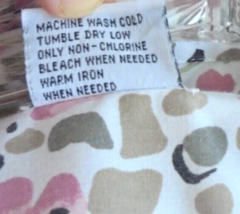 MACHINE WASH COLD
TUMBLE DRY LOW
ONLY NON-CHLORINE
BLEACH WHEN NEEDED
WARM IRON
WHEN NEEDED